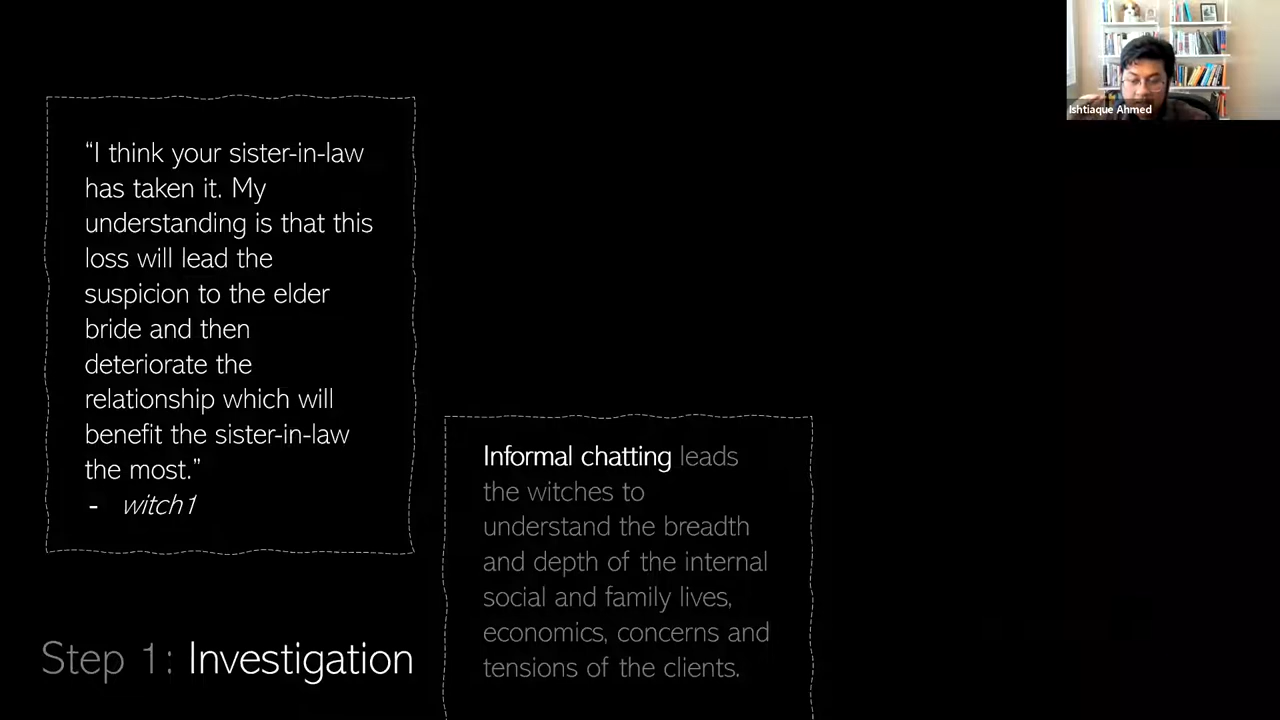 “I think your sister-in-law
has taken it. My
understanding is that this
loss will lead the
suspicion to the elder
bride and then
deteriorate the
relationship which will
benefit the sister-in-law
the most.”
- witch1
Informal chatting leads
the witches to
understand the breadth
and depth of the internal
social and family lives,
economics, concerns and
tensions of the clients.
Step 1: Investigation
Ishtiaque Ahmed